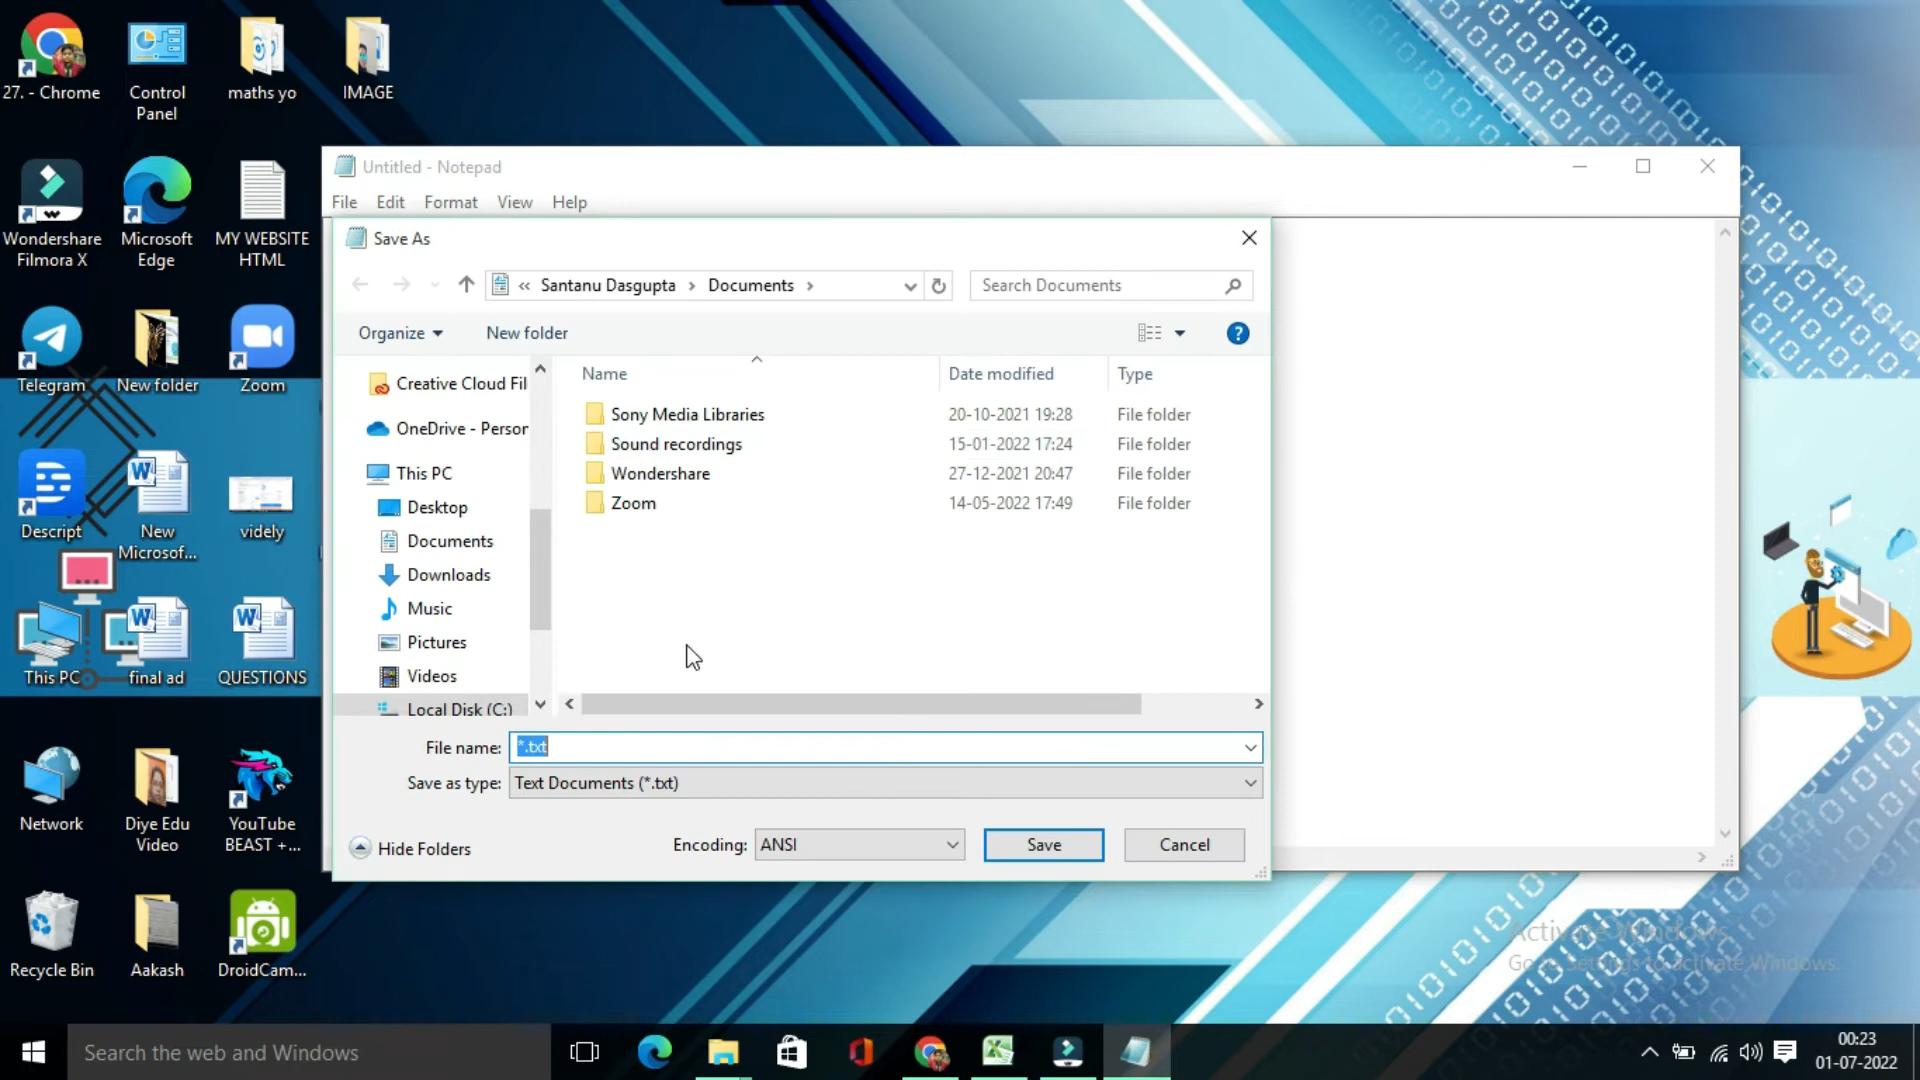 27. - Chrome
Control
Panel
maths yo
IMAGE
Wondershare
Filmora X
Microsoft
Edge
MY WEBSITE
HTML
Telegram
New folder
Zoom
Descript
New
Microsof...
videly
This PC
final ad
QUESTIONS
Network
Diye Edu
Video
YouTube
BEAST +...
Recycle Bin
Aakash
DroidCam...
Untitled - Notepad
File Edit Format View Help
Save As
« Santanu Dasgupta › Documents ›
Search Documents
Organize
New folder
Creative Cloud Fil
OneDrive - Person
This PC
Desktop
Documents
Downloads
Music
Pictures
Videos
Local Disk (C:)
Name Date modified Type
Sony Media Libraries 20-10-2021 19:28 File folder
Sound recordings 15-01-2022 17:24 File folder
Wondershare 27-12-2021 20:47 File folder
Zoom 14-05-2022 17:49 File folder
File name: *.txt
Save as type: Text Documents (*.txt)
Hide Folders
Encoding: ANSI
Save
Cancel
Activate Windows
Go to Settings to activate Windows.
Search the web and Windows
00:23
01-07-2022